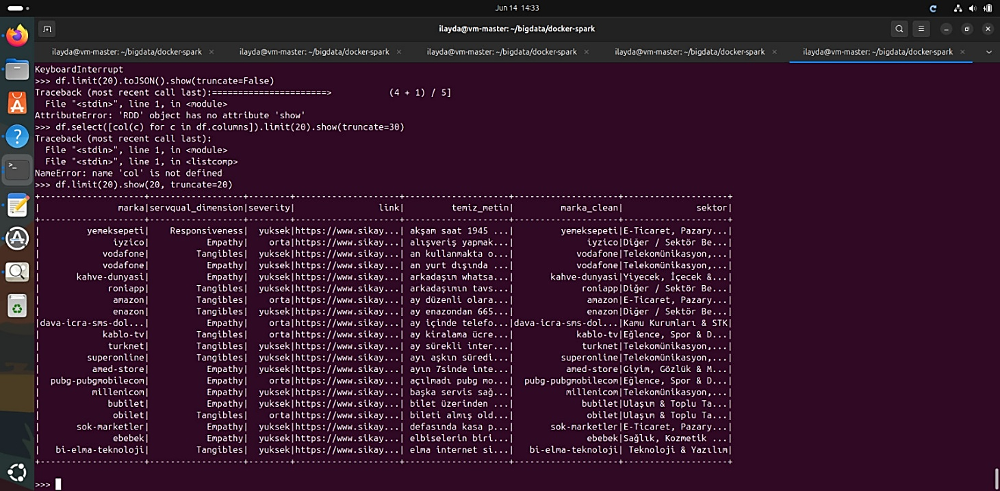 Jun 14 14:33
ilayda@vm-master: ~/bigdata/docker-spark
ilayda@vm-master: ~/bigdata/docker-spark × ilayda@vm-master: ~/bigdata/docker-spark × ilayda@vm-master: ~/bigdata/docker-spark × ilayda@vm-master: ~/bigdata/docker-spark × ilayda@vm-master: ~/bigdata/docker-spark ×
KeyboardInterrupt
>>> df.limit(20).toJSON().show(truncate=False)
Traceback (most recent call last):======================>           (4 + 1) / 5]
  File "<stdin>", line 1, in <module>
AttributeError: 'RDD' object has no attribute 'show'
>>> df.select([col(c) for c in df.columns]).limit(20).show(truncate=30)
Traceback (most recent call last):
  File "<stdin>", line 1, in <module>
  File "<stdin>", line 1, in <listcomp>
NameError: name 'col' is not defined
>>> df.limit(20).show(20, truncate=20)
+--------------------+------------------+--------+--------------------+--------------------+--------------------+--------------------+
|               marka|servqual_dimension|severity|                link|         temiz_metin|         marka_clean|              sektor|
+--------------------+------------------+--------+--------------------+--------------------+--------------------+--------------------+
|         yemeksepeti|    Responsiveness|  yuksek|https://www.sikay...| akşam saat 1945 ...|         yemeksepeti|E-Ticaret, Pazary...|
|              iyzico|           Empathy|    orta|https://www.sikay...| alışveriş yapmak...|              iyzico|Diğer / Sektör Be...|
|            vodafone|         Tangibles|  yuksek|https://www.sikay...| an kullanmakta o...|            vodafone|Telekomünikasyon,...|
|            vodafone|           Empathy|  yuksek|https://www.sikay...| an yurt dışında ...|            vodafone|Telekomünikasyon,...|
|       kahve-dunyasi|           Empathy|  yuksek|https://www.sikay...| arkadaşım whatsa...|       kahve-dunyasi|Yiyecek, İçecek &...|
|             roniapp|         Tangibles|  yuksek|https://www.sikay...| arkadaşımın tavs...|             roniapp|Diğer / Sektör Be...|
|              amazon|         Tangibles|    orta|https://www.sikay...| ay düzenli olara...|              amazon|E-Ticaret, Pazary...|
|              enazon|         Tangibles|  yuksek|https://www.sikay...| ay enazondan 665...|              enazon|Diğer / Sektör Be...|
|dava-icra-sms-dol...|           Empathy|    orta|https://www.sikay...| ay içinde telefo...|dava-icra-sms-dol...|Kamu Kurumları & STK|
|            kablo-tv|         Tangibles|    orta|https://www.sikay...| ay kiralama ücre...|            kablo-tv|Eğlence, Spor & D...|
|             turknet|         Tangibles|  yuksek|https://www.sikay...| ay sürekli inter...|             turknet|Telekomünikasyon,...|
|         superonline|         Tangibles|  yuksek|https://www.sikay...| ayı aşkın süredi...|         superonline|Telekomünikasyon,...|
|          amed-store|           Empathy|  yuksek|https://www.sikay...| ayın 7sinde inte...|          amed-store|Giyim, Gözlük & M...|
|  pubg-pubgmobilecom|           Empathy|    orta|https://www.sikay...| açılmadı pubg mo...|  pubg-pubgmobilecom|Eğlence, Spor & D...|
|          millenicom|           Empathy|  yuksek|https://www.sikay...| başka servis sağ...|          millenicom|Telekomünikasyon,...|
|             bubilet|           Empathy|  yuksek|https://www.sikay...| bilet üzerinden ...|             bubilet|Ulaşım & Toplu Ta...|
|              obilet|         Tangibles|    orta|https://www.sikay...| bileti almış old...|              obilet|Ulaşım & Toplu Ta...|
|       sok-marketler|           Empathy|  yuksek|https://www.sikay...| defasında kasa p...|       sok-marketler|E-Ticaret, Pazary...|
|              ebebek|           Empathy|  yuksek|https://www.sikay...| elbiselerin biri...|              ebebek|Sağlık, Kozmetik ...|
|   bi-elma-teknoloji|         Tangibles|  yuksek|https://www.sikay...| elma internet si...|   bi-elma-teknoloji| Teknoloji & Yazılım|
+--------------------+------------------+--------+--------------------+--------------------+--------------------+--------------------+
>>>